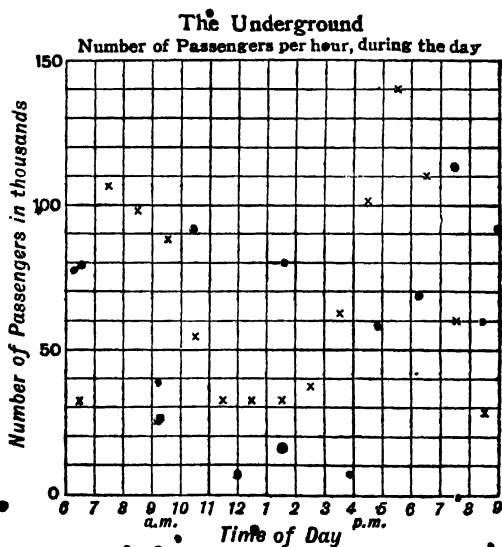 The Underground
Number of Passengers per hour, during the day
Number of Passengers in thousands
150
100
50
0
6 7 8 9 10 11 12 1 2 3 4 5 6 7 8 9
a.m. p.m.
Time of Day